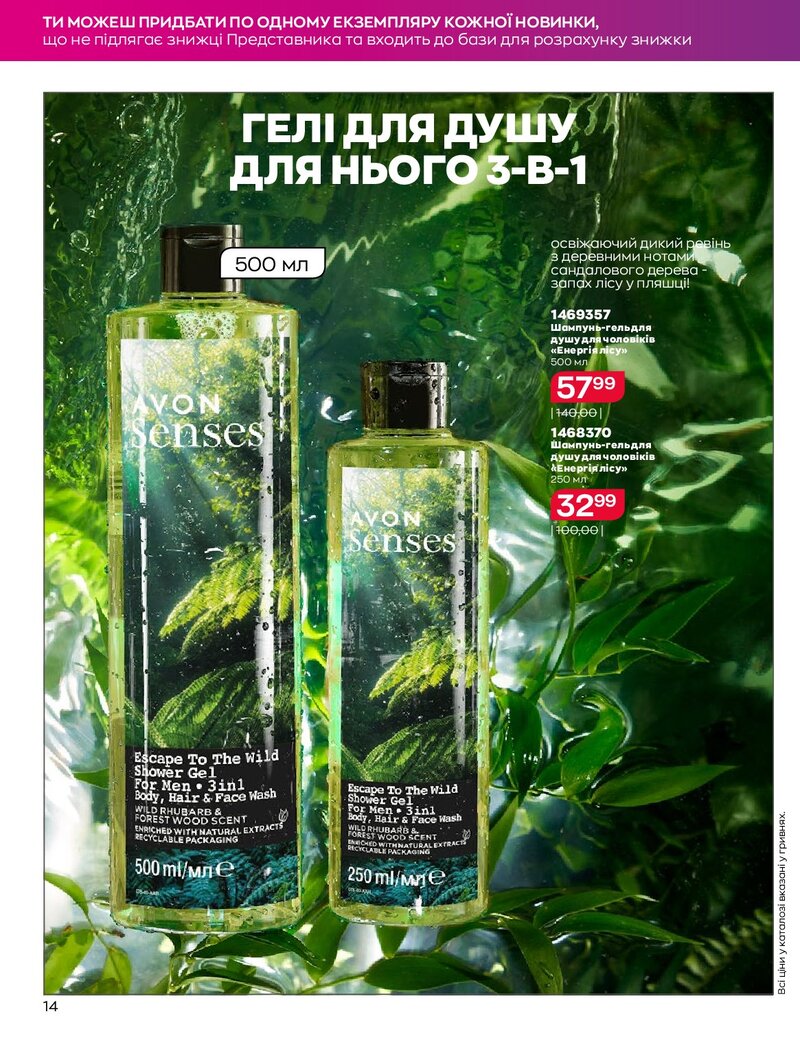 ТИ МОЖЕШ ПРИДБАТИ ПО ОДНОМУ ЕКЗЕМПЛЯРУ КОЖНОЇ НОВИНКИ,
що не підлягає знижці Представника та входить до бази для розрахунку знижки
ГЕЛІ ДЛЯ ДУШУ
ДЛЯ НЬОГО 3-В-1
500 мл
освіжаючий дикий ревінь
з деревними нотами
сандалового дерева -
запах лісу у пляшці!
1469357
Шампунь-гель для
душу для чоловіків
«Енергія лісу»
500 мл
57⁹⁹
| 140,00 |
1468370
Шампунь-гель для
душу для чоловіків
«Енергія лісу»
250 мл
32⁹⁹
| 100,00 |
AVON
senses
Escape To The Wild
Shower Gel
For Men • 3in1
Body, Hair & Face Wash
WILD RHUBARB &
FOREST WOOD SCENT
ENRICHED WITH NATURAL EXTRACTS
RECYCLABLE PACKAGING
500 ml/мл e
AVON
senses
Escape To The Wild
Shower Gel
For Men • 3in1
Body, Hair & Face Wash
WILD RHUBARB &
FOREST WOOD SCENT
ENRICHED WITH NATURAL EXTRACTS
RECYCLABLE PACKAGING
250 ml/мл e
Всі ціни у каталозі вказані у гривнях.
14